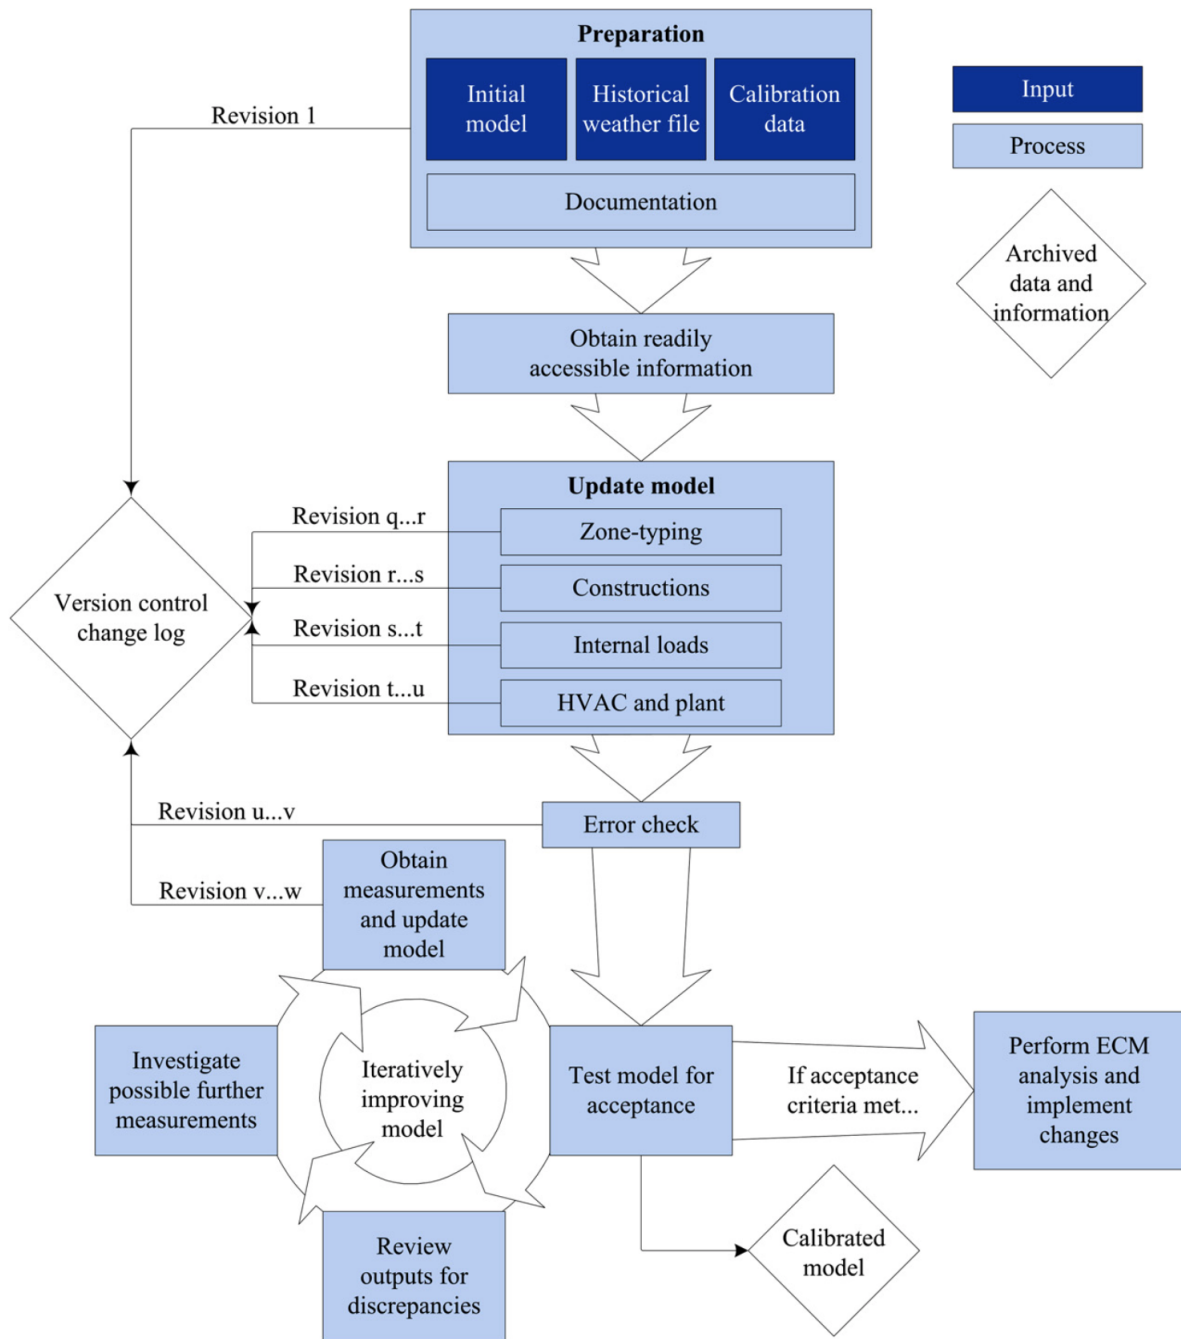 Preparation
Initial
model
Historical
weather file
Calibration
data
Documentation
Input
Process
Archived
data and
information
Revision 1
Obtain readily
accessible information
Update model
Zone-typing
Constructions
Internal loads
HVAC and plant
Revision q...r
Revision r...s
Revision s...t
Revision t...u
Version control
change log
Revision u...v
Error check
Revision v...w
Obtain
measurements
and update
model
Investigate
possible further
measurements
Iteratively
improving
model
Test model for
acceptance
If acceptance
criteria met...
Perform ECM
analysis and
implement
changes
Review
outputs for
discrepancies
Calibrated
model